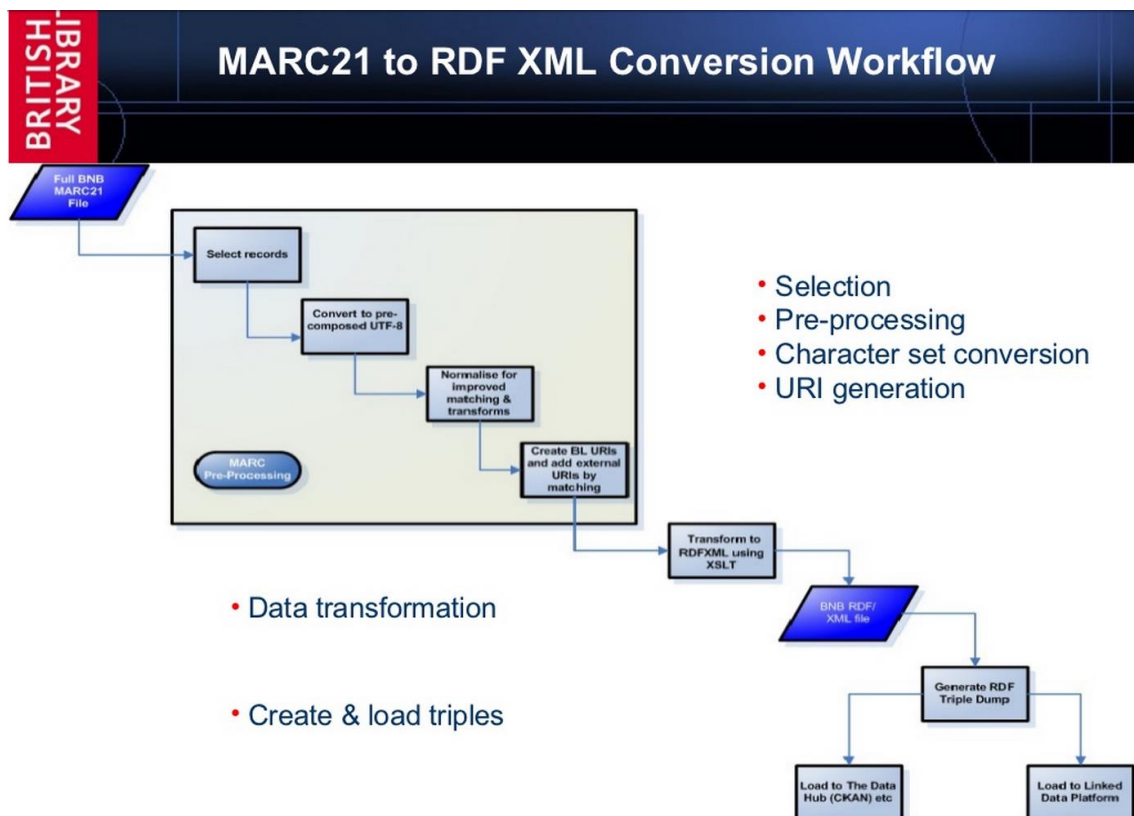 BRITISH
LIBRARY
MARC21 to RDF XML Conversion Workflow
Full BNB
MARC21
File
Select records
Convert to pre-
composed UTF-8
Normalise for
improved
matching &
transforms
MARC
Pre-Processing
Create BL URIs
and add external
URIs by
matching
• Selection
• Pre-processing
• Character set conversion
• URI generation
Transform to
RDFXML using
XSLT
• Data transformation
BNB RDF/
XML file
Generate RDF
Triple Dump
• Create & load triples
Load to The Data
Hub (CKAN) etc
Load to Linked
Data Platform